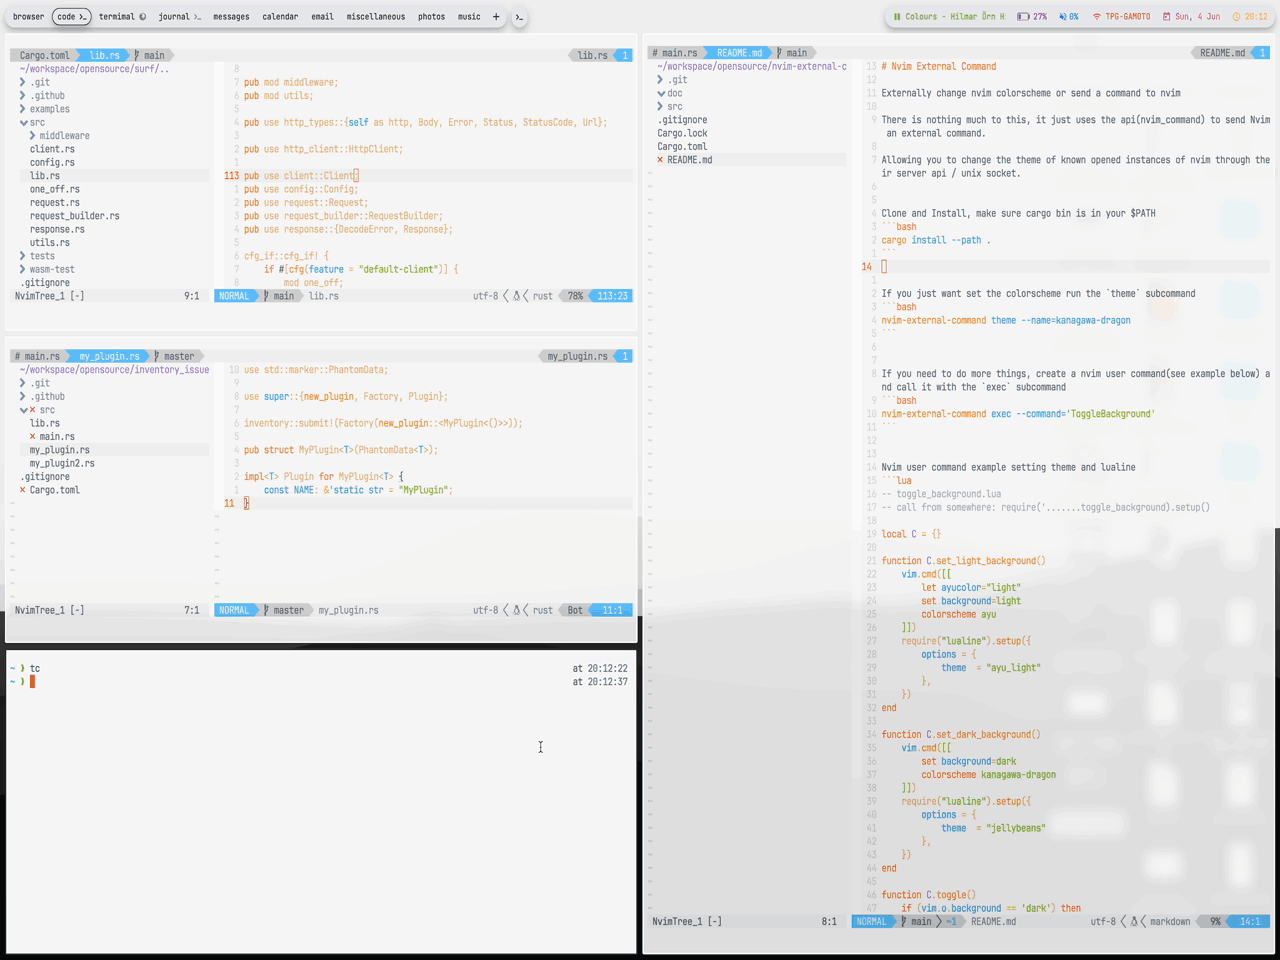 browser code >_ terminal journal >_ messages calendar email miscellaneous photos music + >_
Colours - Hilmar Örn H 27% 0% TPG-GAMOTO Sun, 4 Jun 20:12
Cargo.toml lib.rs main lib.rs 1
~/workspace/opensource/surf/..
.git
.github
examples
src
middleware
client.rs
config.rs
lib.rs
one_off.rs
request.rs
request_builder.rs
response.rs
utils.rs
tests
wasm-test
.gitignore
8
7 pub mod middleware;
6 pub mod utils;
5
4 pub use http_types::{self as http, Body, Error, Status, StatusCode, Url};
3
2 pub use http_client::HttpClient;
1
113 pub use client::Client;
1 pub use config::Config;
2 pub use request::Request;
3 pub use request_builder::RequestBuilder;
4 pub use response::{DecodeError, Response};
5
6 cfg_if::cfg_if! {
7 if #[cfg(feature = "default-client")] {
8 mod one_off;
NvimTree_1 [-] 9:1 NORMAL main lib.rs utf-8 rust 78% 113:23
# main.rs my_plugin.rs master my_plugin.rs 1
~/workspace/opensource/inventory_issue
.git
.github
src
lib.rs
main.rs
my_plugin.rs
my_plugin2.rs
.gitignore
Cargo.toml
10 use std::marker::PhantomData;
9
8 use super::{new_plugin, Factory, Plugin};
7
6 inventory::submit!(Factory(new_plugin::<MyPlugin<()>>));
5
4 pub struct MyPlugin<T>(PhantomData<T>);
3
2 impl<T> Plugin for MyPlugin<T> {
1 const NAME: &'static str = "MyPlugin";
11 }
NvimTree_1 [-] 7:1 NORMAL master my_plugin.rs utf-8 rust Bot 11:1
~ ❯ tc at 20:12:22
~ ❯ at 20:12:37
# main.rs README.md main README.md 1
~/workspace/opensource/nvim-external-c
.git
doc
src
.gitignore
Cargo.lock
Cargo.toml
README.md
13 # Nvim External Command
12
11 Externally change nvim colorscheme or send a command to nvim
10
9 There is nothing much to this, it just uses the api(nvim_command) to send Nvim
an external command.
8
7 Allowing you to change the theme of known opened instances of nvim through the
ir server api / unix socket.
6
5
4 Clone and Install, make sure cargo bin is in your $PATH
3 ```bash
2 cargo install --path .
1 ```
14
1
2 If you just want set the colorscheme run the `theme` subcommand
3 ```bash
4 nvim-external-command theme --name=kanagawa-dragon
5 ```
6
7
8 If you need to do more things, create a nvim user command(see example below) a
nd call it with the `exec` subcommand
9 ```bash
10 nvim-external-command exec --command='ToggleBackground'
11 ```
12
13
14 Nvim user command example setting theme and lualine
15 ```lua
16 -- toggle_background.lua
17 -- call from somewhere: require('.......toggle_background).setup()
18
19 local C = {}
20
21 function C.set_light_background()
22 vim.cmd([[
23 let ayucolor="light"
24 set background=light
25 colorscheme ayu
26 ]])
27 require("lualine").setup({
28 options = {
29 theme = "ayu_light"
30 },
31 })
32 end
33
34 function C.set_dark_background()
35 vim.cmd([[
36 set background=dark
37 colorscheme kanagawa-dragon
38 ]])
39 require("lualine").setup({
40 options = {
41 theme = "jellybeans"
42 },
43 })
44 end
45
46 function C.toggle()
47 if (vim.o.background == 'dark') then
NvimTree_1 [-] 8:1 NORMAL main ~1 README.md utf-8 markdown 9% 14:1